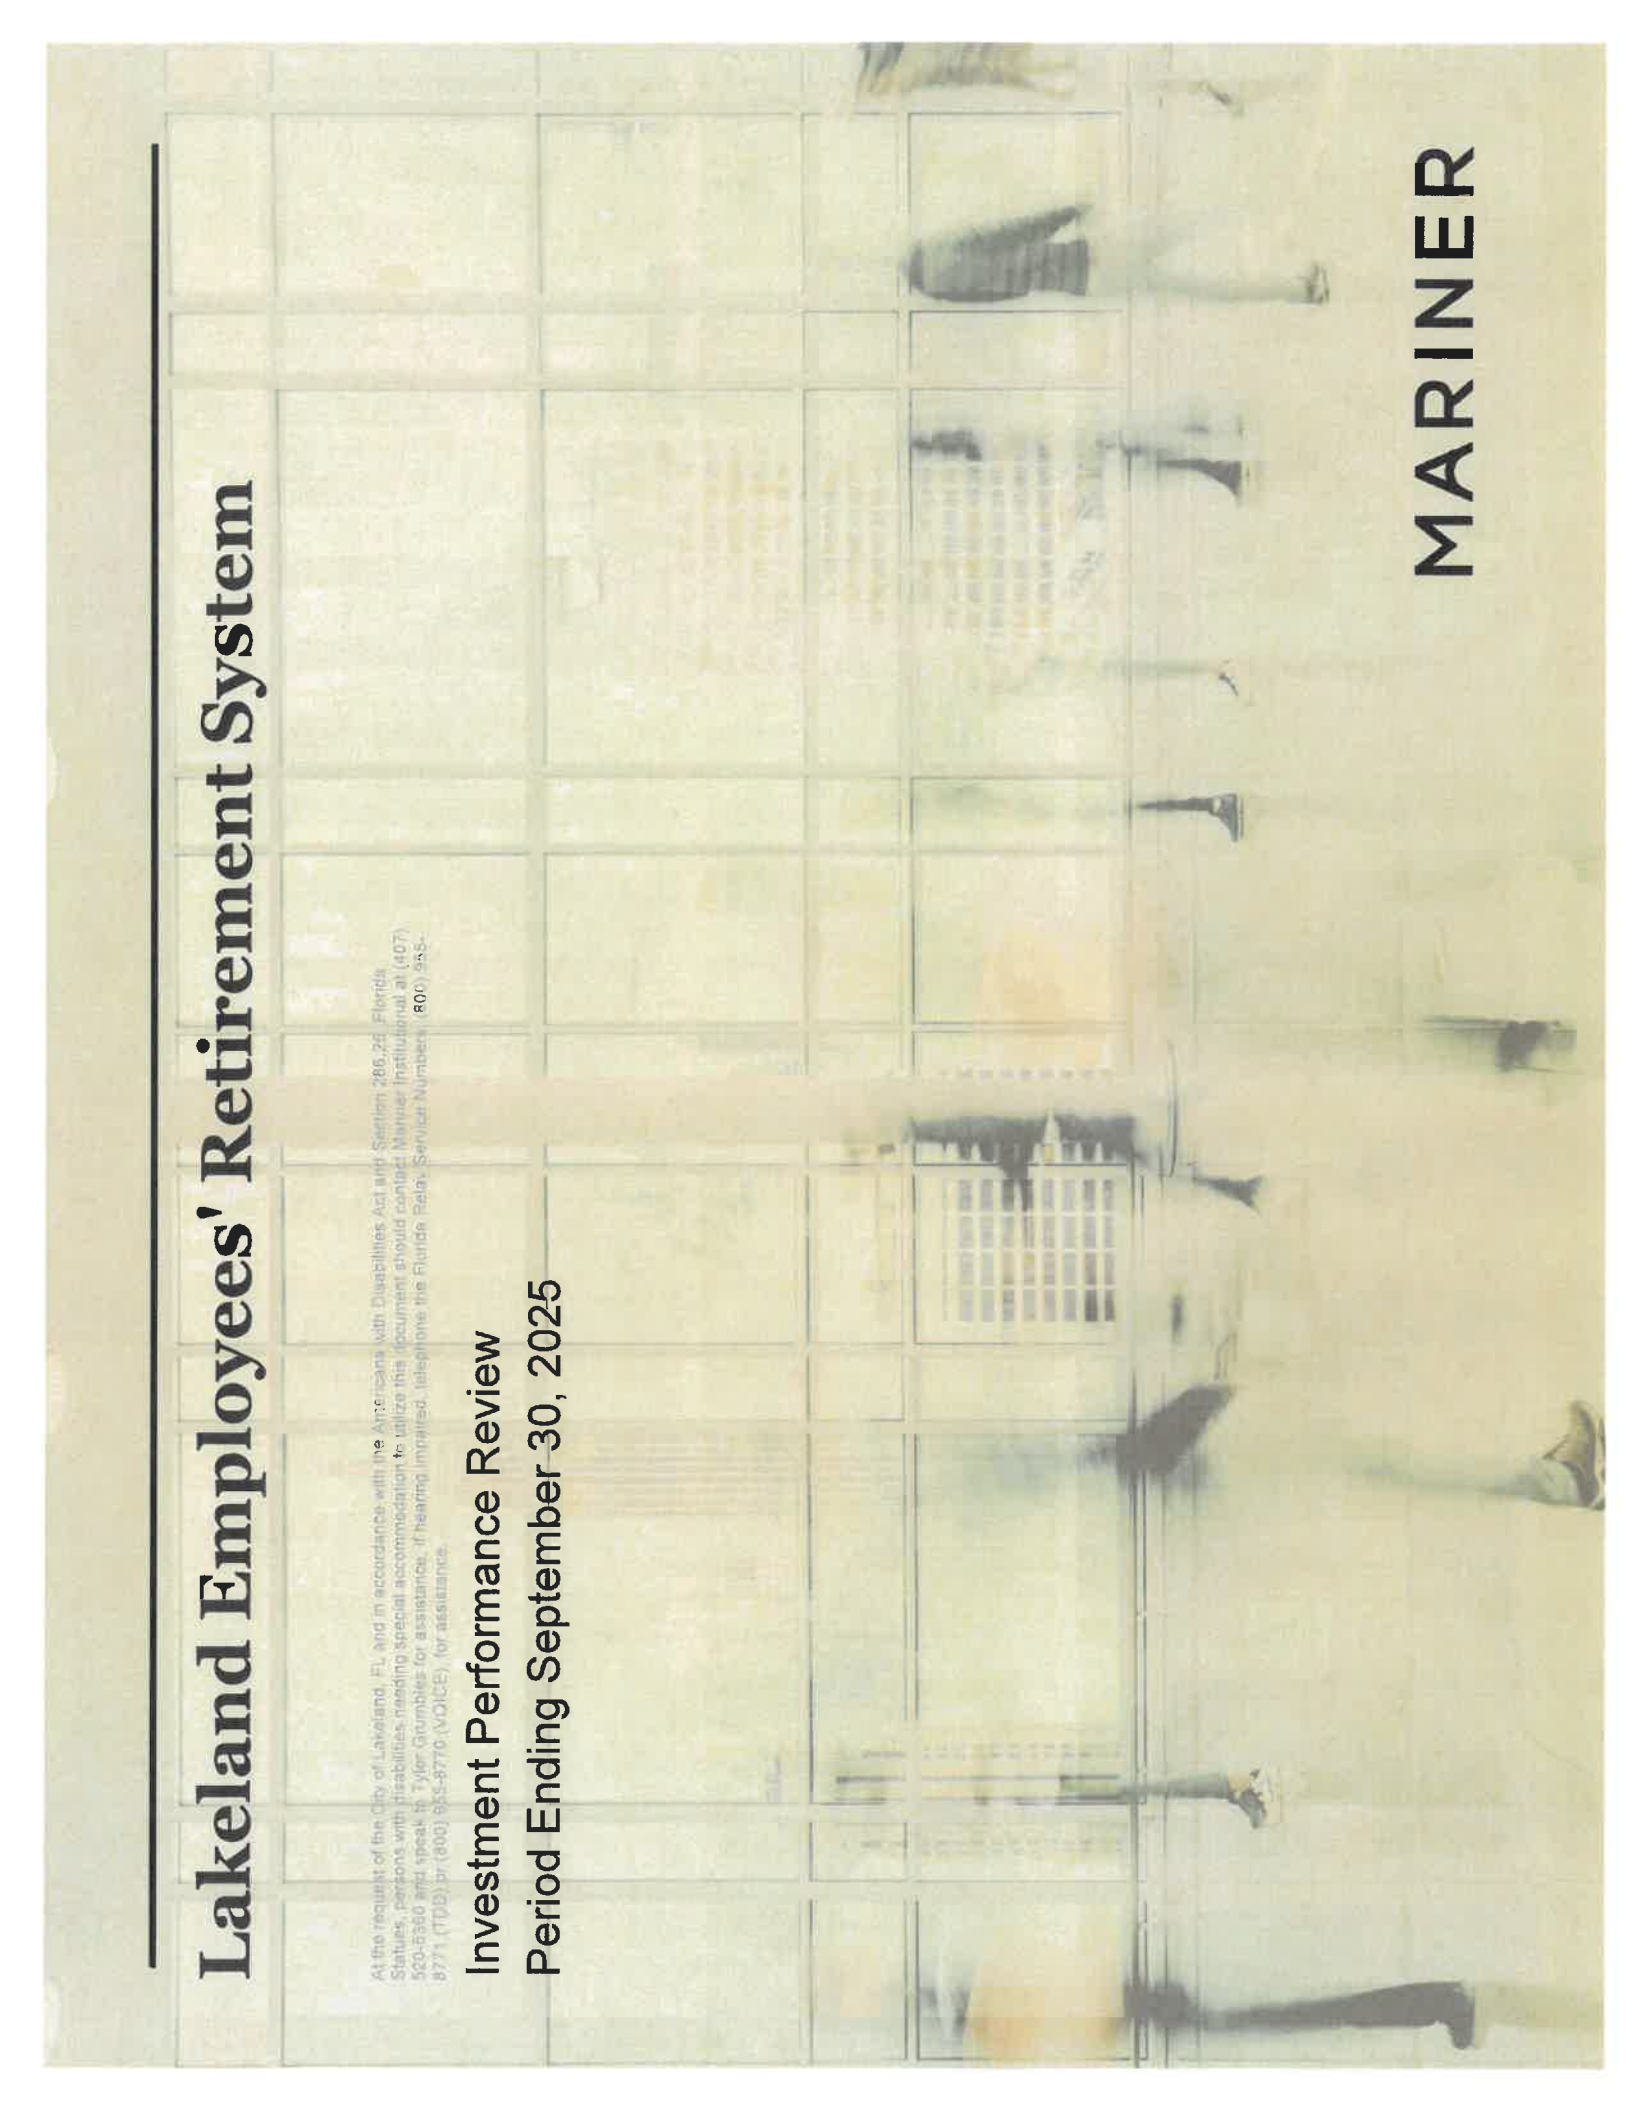 Lakeland Employees' Retirement System
At the request of the City of Lakeland, FL and in accordance with the Americans with Disabilities Act and Section 286.26, Florida
Statues, persons with disabilities needing special accommodation to utilize this document should contact Mariner Institutional at (407)
520-5360 and speak to Tyler Grumbles for assistance, if hearing impaired, telephone the Florida Relay Service Numbers, (800) 955-
8771 (TDD) or (800) 955-8770 (VOICE), for assistance.
Investment Performance Review
Period Ending September 30, 2025
MARINER